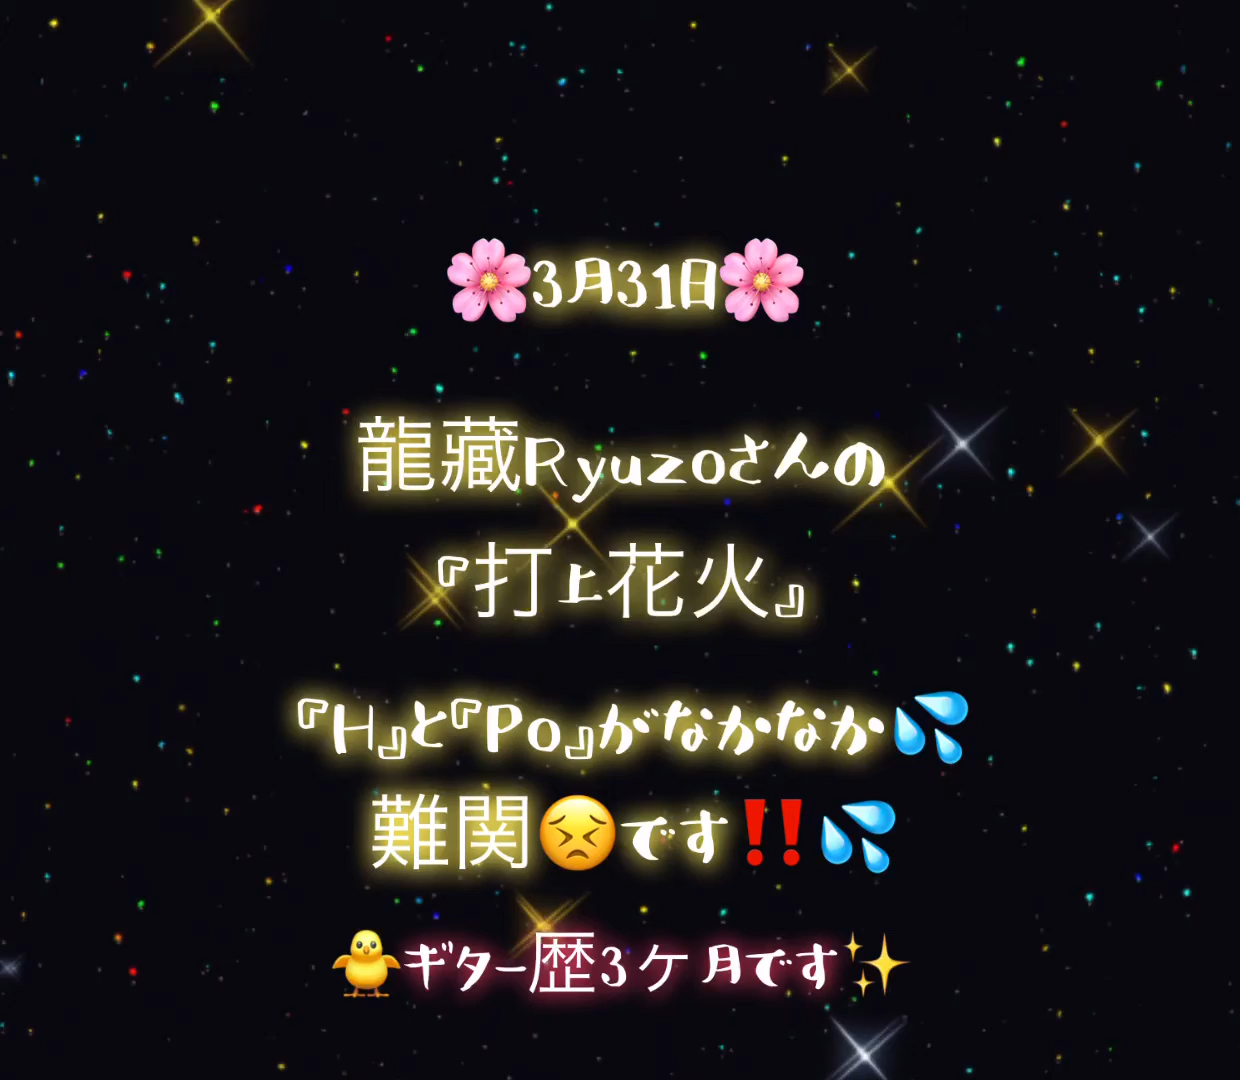 🌸3月31日🌸
龍藏Ryuzoさんの
『打上花火』
『H』と『Po』がなかなか💦
難関😣です‼️💦
🐥ギター歴3ヶ月です✨